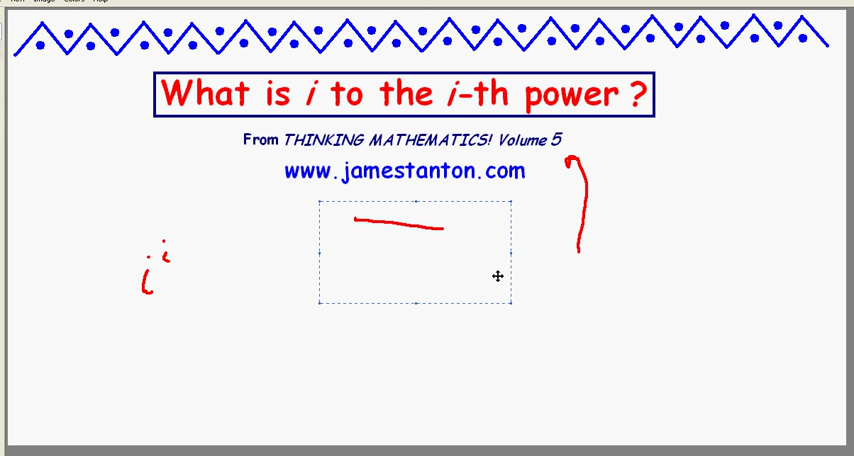 What is i to the i-th power ?
From THINKING MATHEMATICS! Volume 5
www.jamestanton.com
i^i